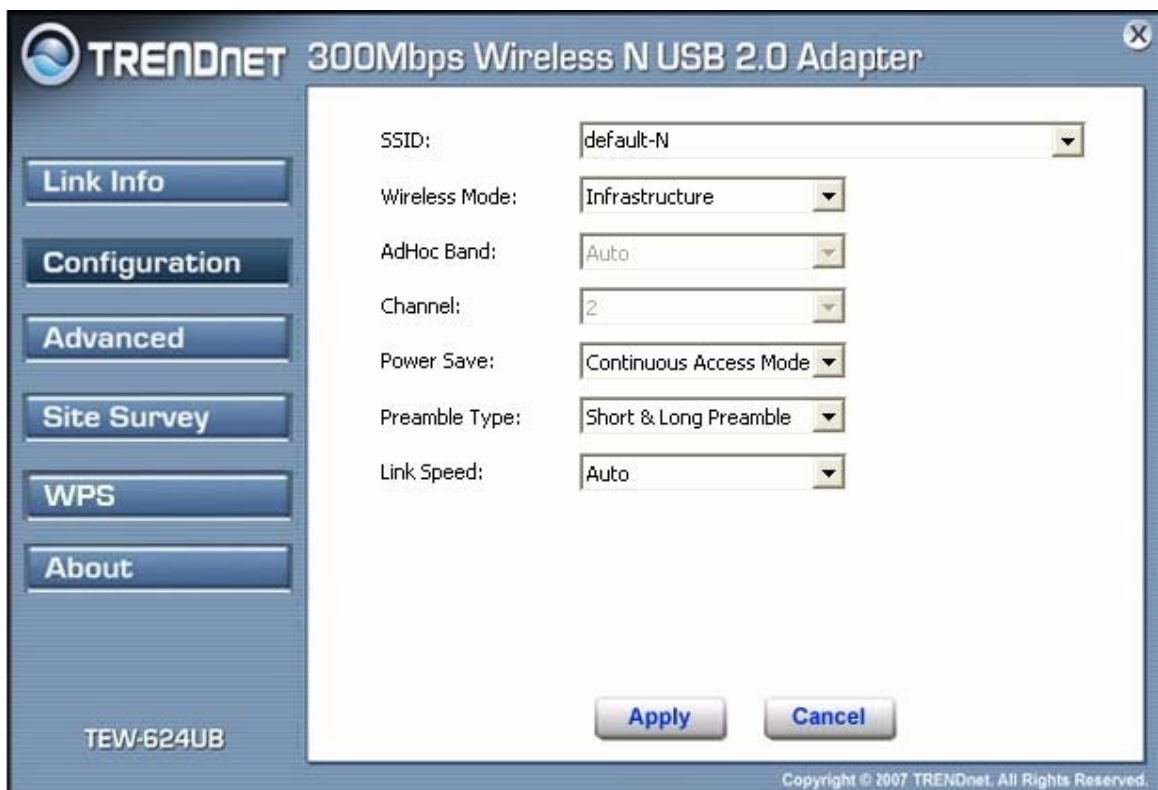 TRENDnet 300Mbps Wireless N USB 2.0 Adapter
X
Link Info
Configuration
Advanced
Site Survey
WPS
About
TEW-624UB
SSID: default-N
Wireless Mode: Infrastructure
AdHoc Band: Auto
Channel: 2
Power Save: Continuous Access Mode
Preamble Type: Short & Long Preamble
Link Speed: Auto
Apply Cancel
Copyright © 2007 TRENDnet. All Rights Reserved.